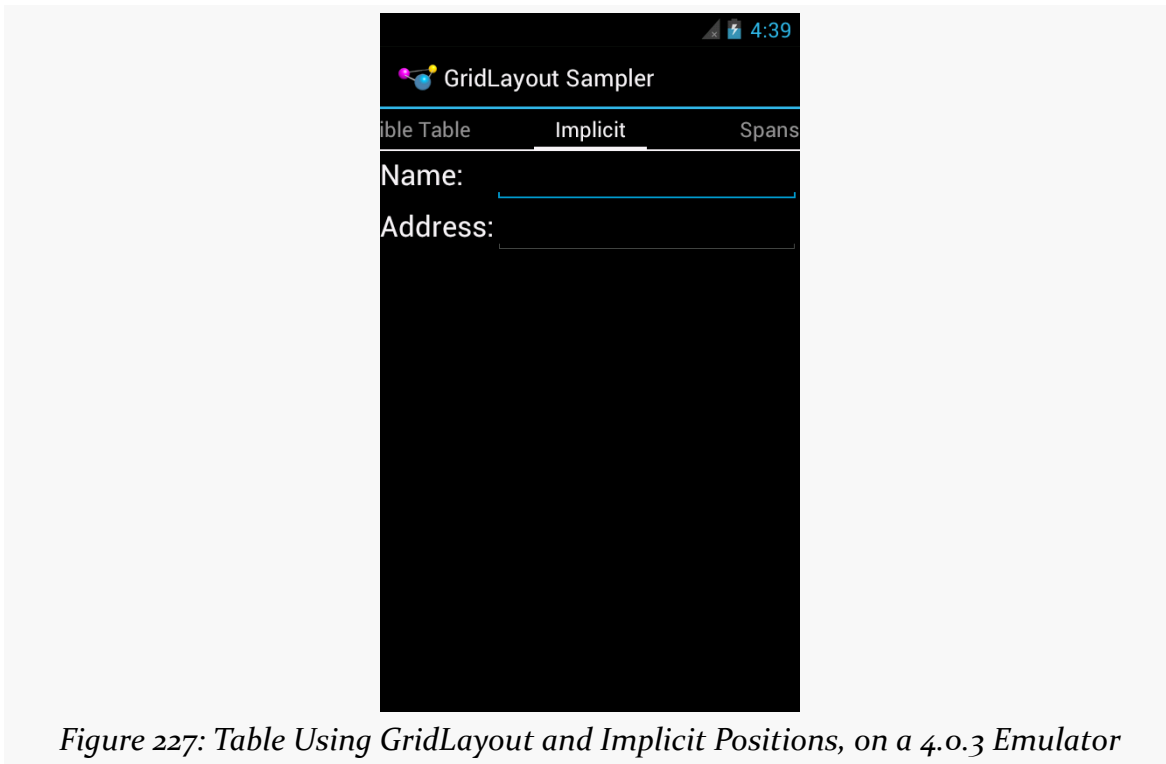 4:39
GridLayout Sampler
ible Table Implicit Spans
Name:
Address:
Figure 227: Table Using GridLayout and Implicit Positions, on a 4.0.3 Emulator